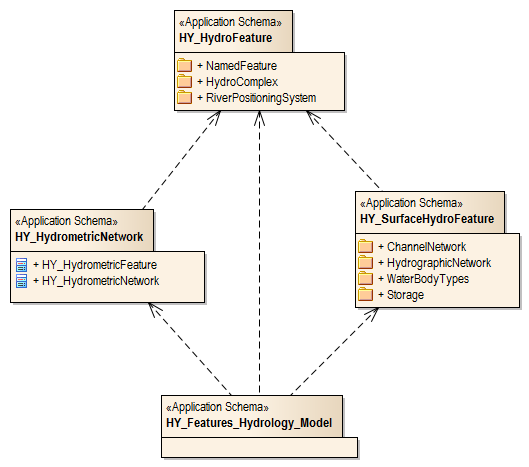 «Application Schema»
HY_HydroFeature
+ NamedFeature
+ HydroComplex
+ RiverPositioningSystem
«Application Schema»
HY_HydrometricNetwork
+ HY_HydrometricFeature
+ HY_HydrometricNetwork
«Application Schema»
HY_SurfaceHydroFeature
+ ChannelNetwork
+ HydrographicNetwork
+ WaterBodyTypes
+ Storage
«Application Schema»
HY_Features_Hydrology_Model